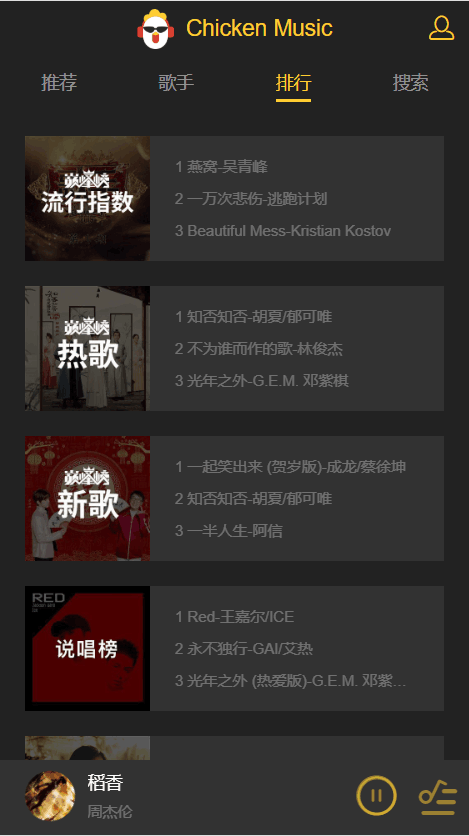 Chicken Music
推荐
歌手
排行
搜索
巅峰榜
流行指数
1 燕窝-吴青峰
2 一万次悲伤-逃跑计划
3 Beautiful Mess-Kristian Kostov
巅峰榜
热歌
1 知否知否-胡夏/郁可唯
2 不为谁而作的歌-林俊杰
3 光年之外-G.E.M. 邓紫棋
巅峰榜
新歌
1 一起笑出来 (贺岁版)-成龙/蔡徐坤
2 知否知否-胡夏/郁可唯
3 一半人生-阿信
RED
说唱榜
1 Red-王嘉尔/ICE
2 永不独行-GAI/艾热
3 光年之外 (热爱版)-G.E.M. 邓紫...
稻香
周杰伦